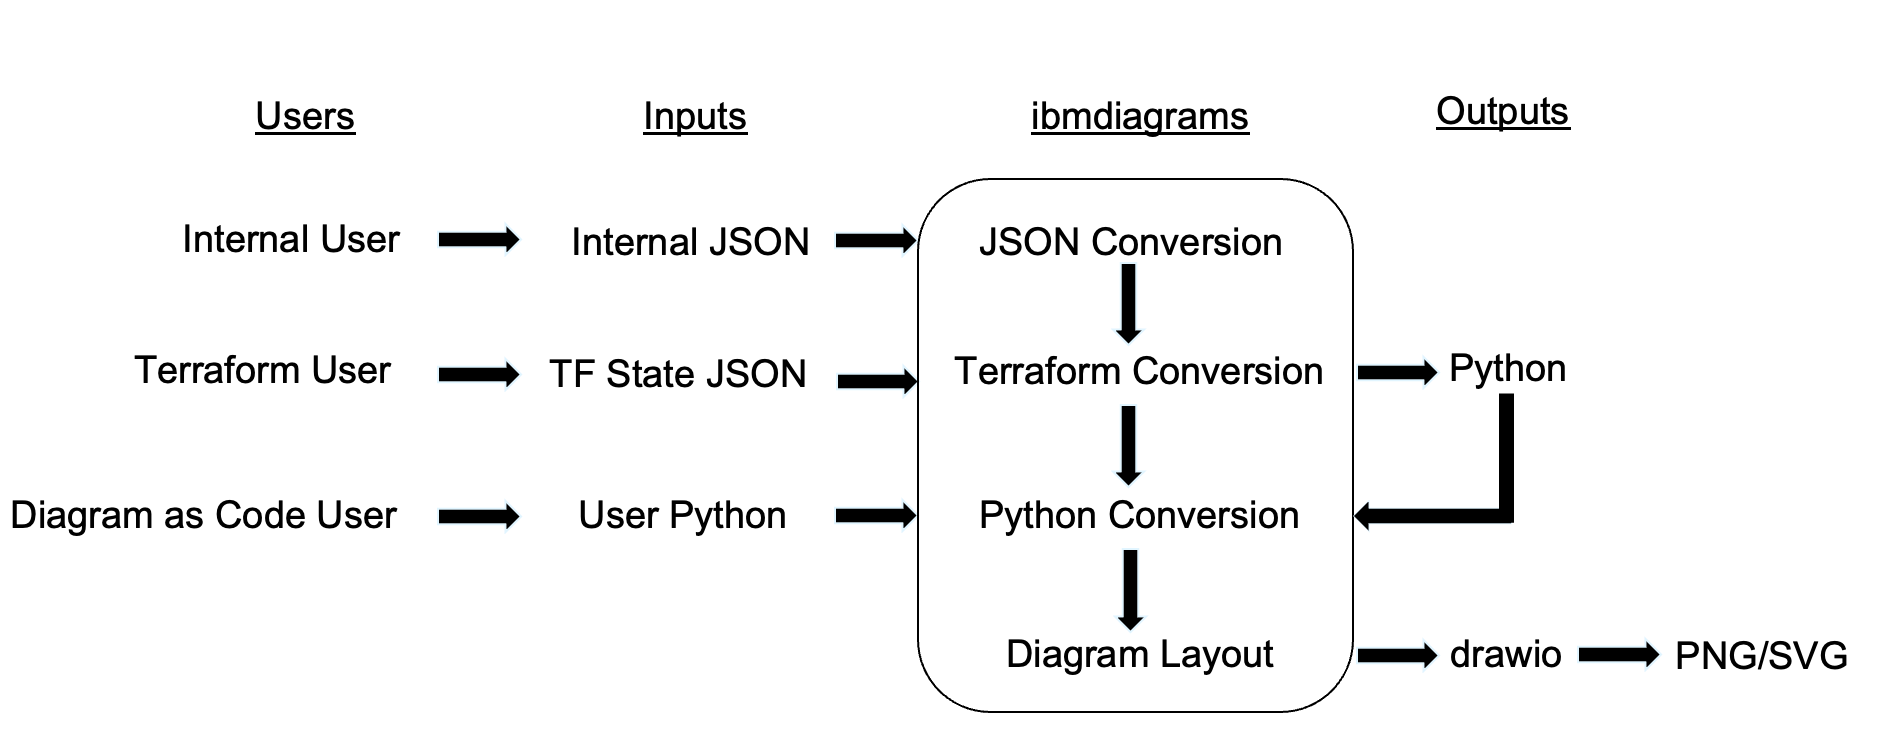 Users
Inputs
ibmdiagrams
Outputs
Internal User
Internal JSON
JSON Conversion
Terraform User
TF State JSON
Terraform Conversion
Python
Diagram as Code User
User Python
Python Conversion
Diagram Layout
drawio
PNG/SVG